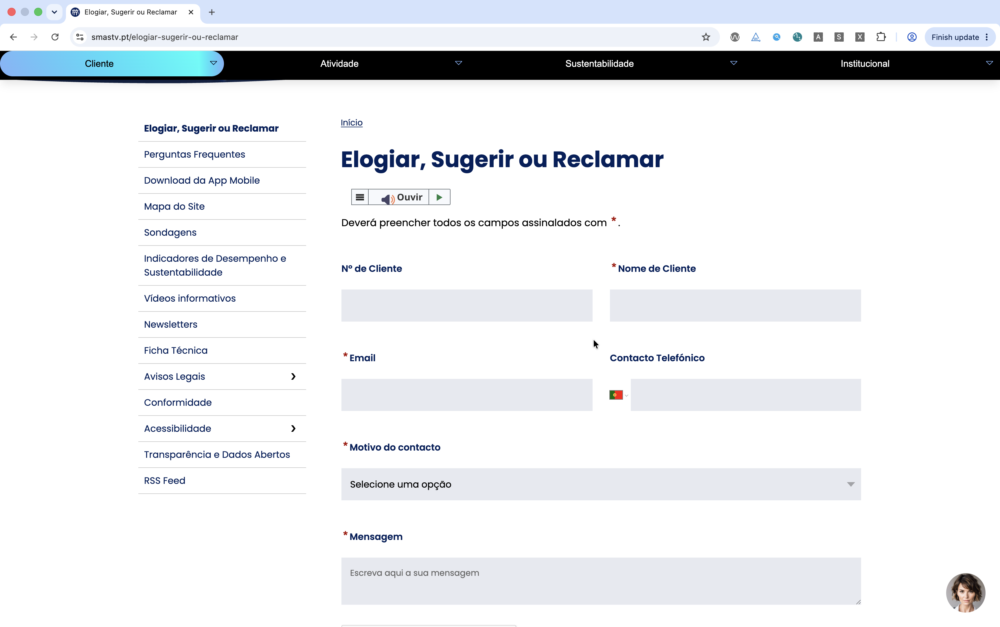 Elogiar, Sugerir ou Reclamar
smastv.pt/elogiar-sugerir-ou-reclamar
A
S
X
Finish update
Cliente
Atividade
Sustentabilidade
Institucional
Elogiar, Sugerir ou Reclamar
Perguntas Frequentes
Download da App Mobile
Mapa do Site
Sondagens
Indicadores de Desempenho e
Sustentabilidade
Vídeos informativos
Newsletters
Ficha Técnica
Avisos Legais
Conformidade
Acessibilidade
Transparência e Dados Abertos
RSS Feed
Início
Elogiar, Sugerir ou Reclamar
Ouvir
Deverá preencher todos os campos assinalados com *.
Nº de Cliente
* Nome de Cliente
* Email
Contacto Telefónico
* Motivo do contacto
Selecione uma opção
* Mensagem
Escreva aqui a sua mensagem